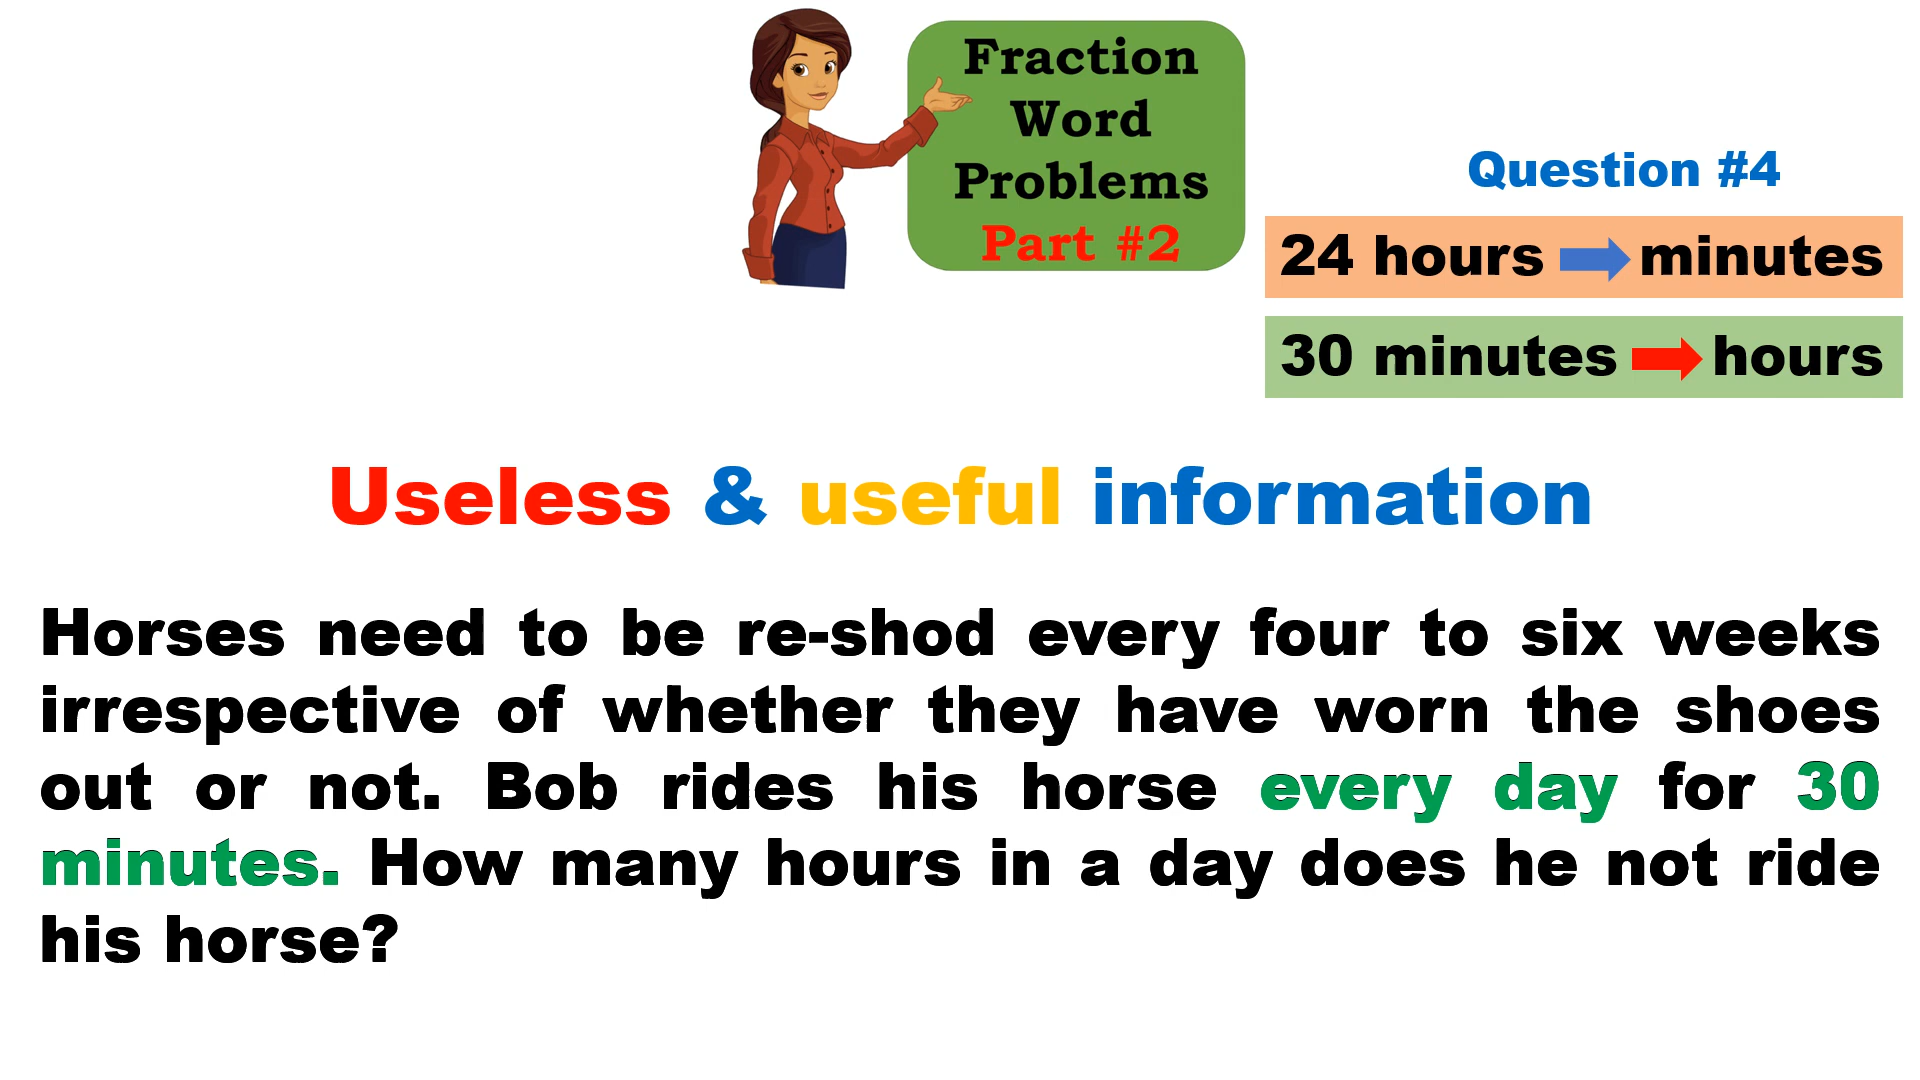 Fraction
Word
Problems
Part #2
Question #4
24 hours minutes
30 minutes hours
Useless & useful information
Horses need to be re-shod every four to six weeks
irrespective of whether they have worn the shoes
out or not. Bob rides his horse every day for 30
minutes. How many hours in a day does he not ride
his horse?